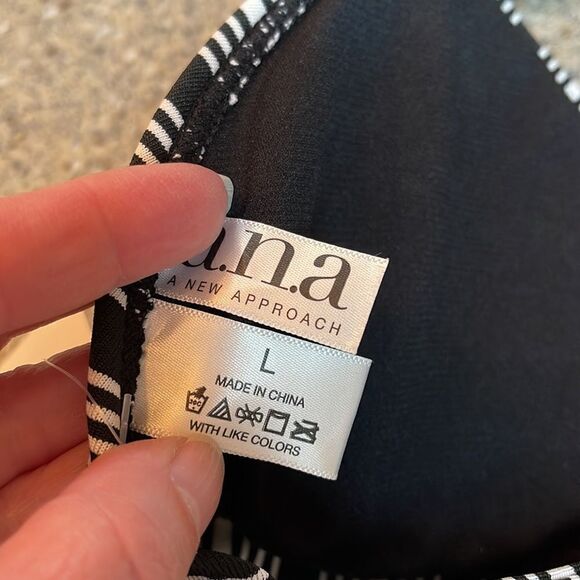 a.n.a
A NEW APPROACH
L
MADE IN CHINA
WITH LIKE COLORS